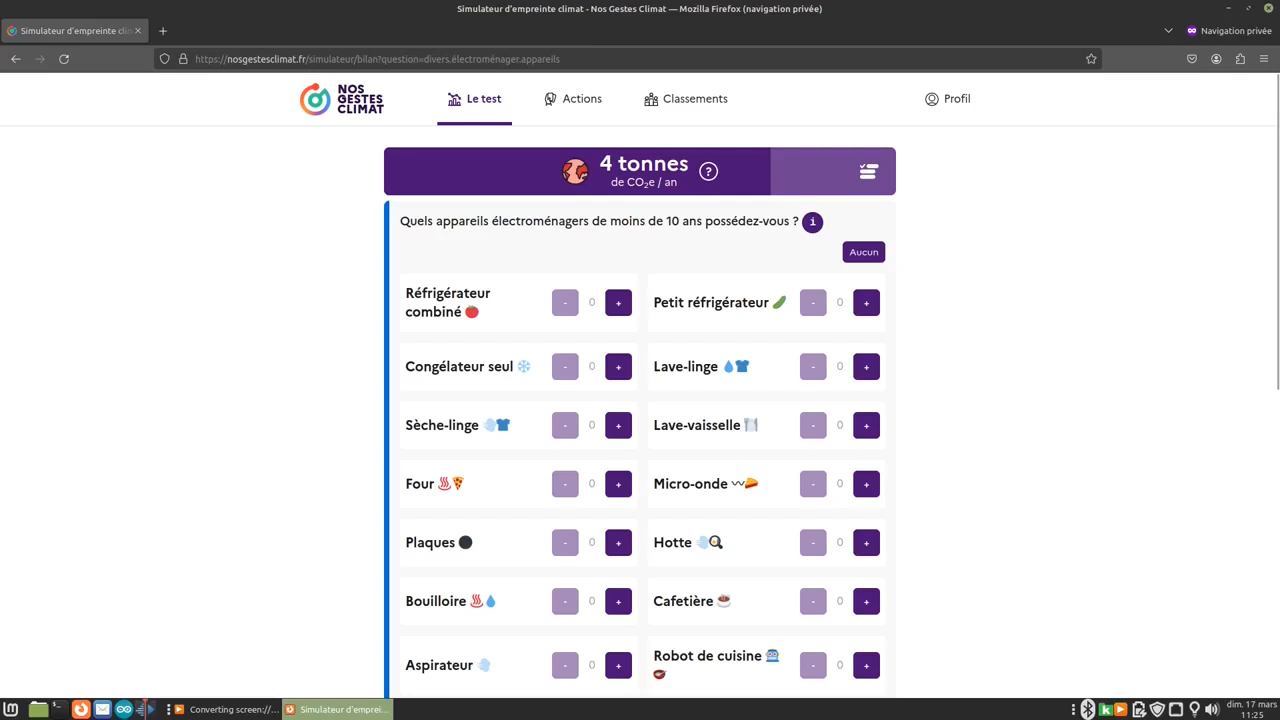 Simulateur d'empreinte climat - Nos Gestes Climat — Mozilla Firefox (navigation privée)
Simulateur d'empreinte clim
Navigation privée
https://nosgestesclimat.fr/simulateur/bilan?question=divers.électroménager.appareils
NOS
GESTES
CLIMAT
Le test
Actions
Classements
Profil
4 tonnes
de CO₂e / an
?
Quels appareils électroménagers de moins de 10 ans possédez-vous ? i
Aucun
Réfrigérateur
combiné
- 0 +
Petit réfrigérateur
- 0 +
Congélateur seul
- 0 +
Lave-linge
- 0 +
Sèche-linge
- 0 +
Lave-vaisselle
- 0 +
Four
- 0 +
Micro-onde
- 0 +
Plaques
- 0 +
Hotte
- 0 +
Bouilloire
- 0 +
Cafetière
- 0 +
Aspirateur
- 0 +
Robot de cuisine
- 0 +
Converting screen://...
Simulateur d'emprei...
dim. 17 mars
11:25